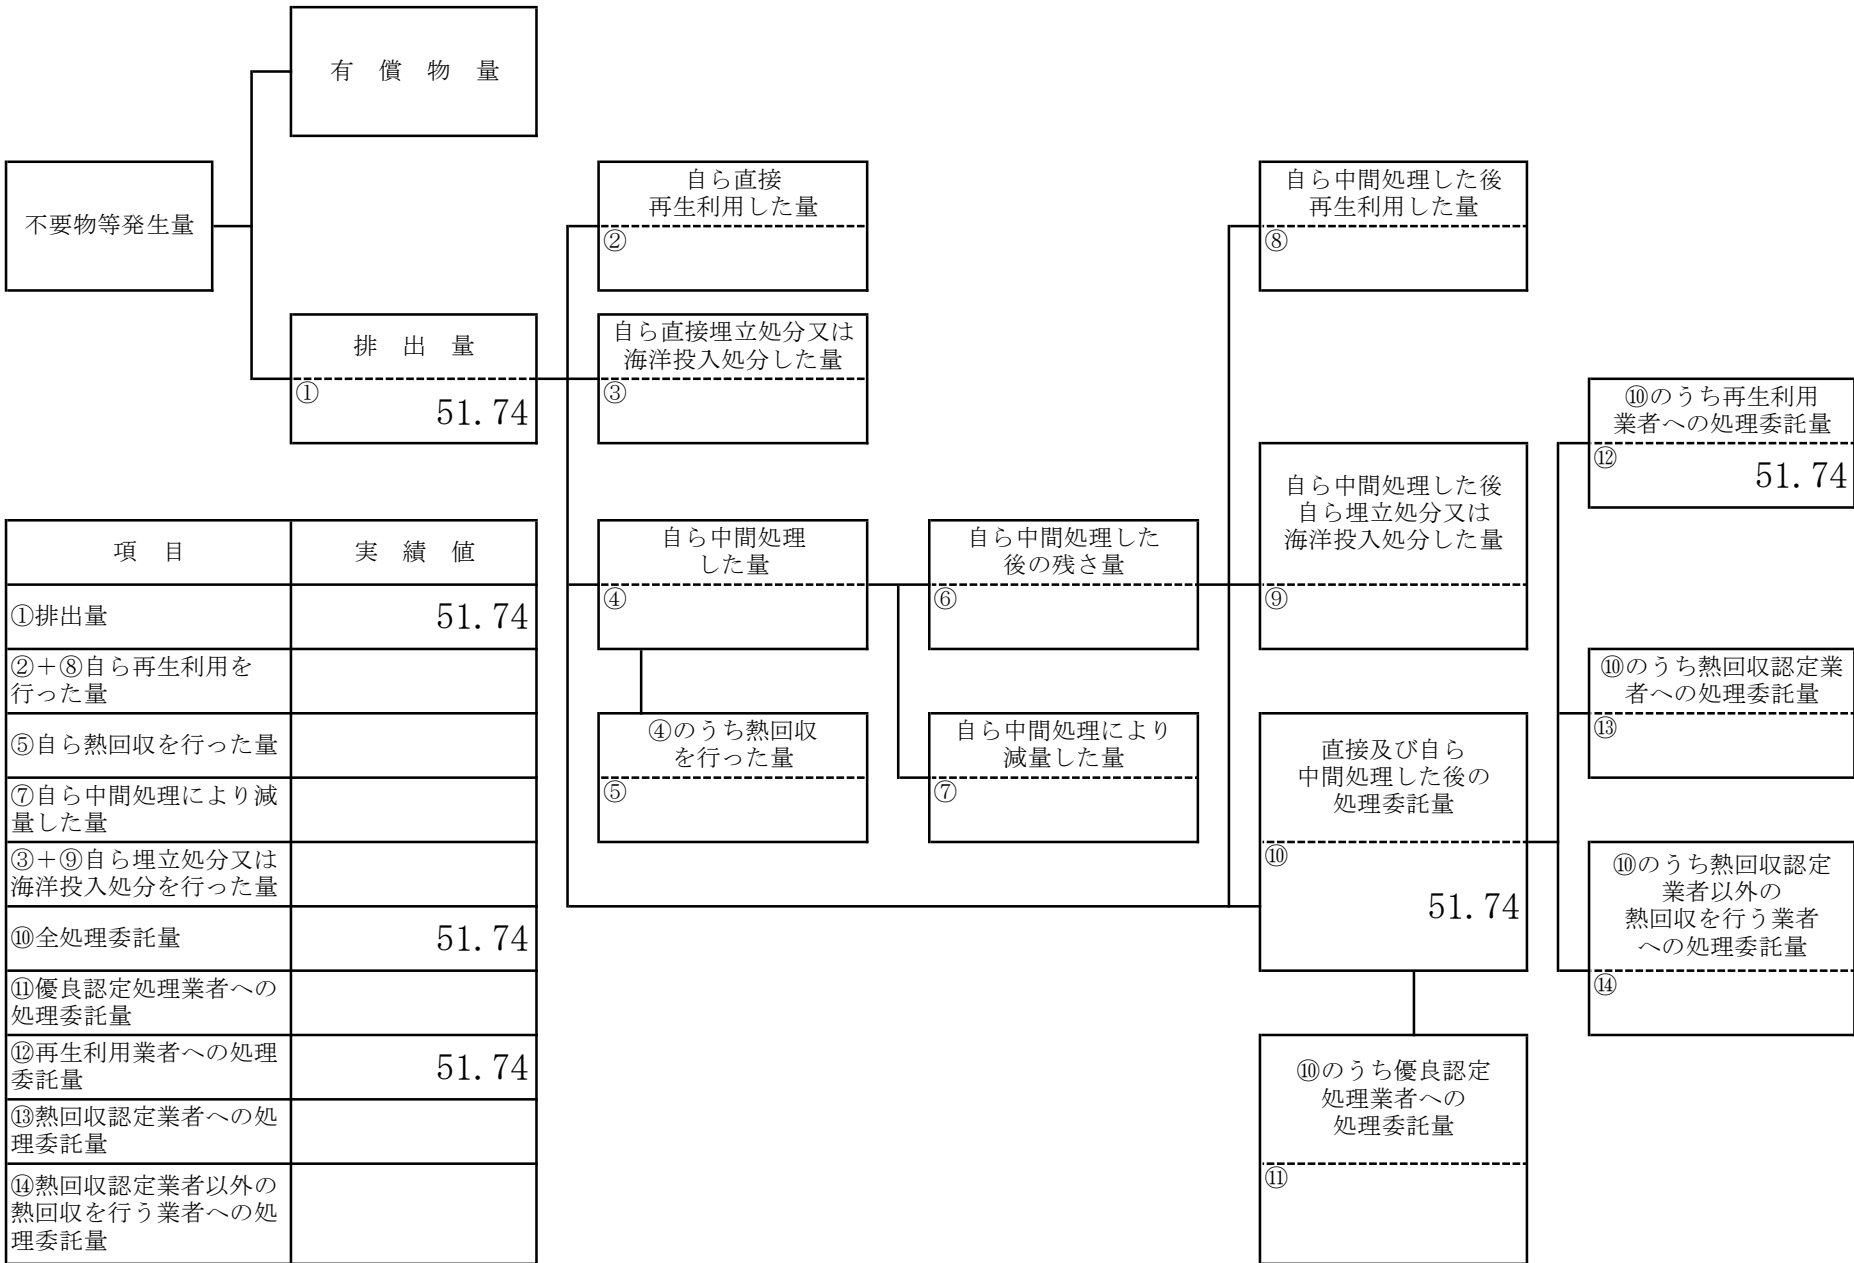 有 償 物 量
不要物等発生量
排 出 量
①
51.74
自ら直接
再生利用した量
②
自ら直接埋立処分又は
海洋投入処分した量
③
自ら中間処理
した量
④
④のうち熱回収
を行った量
⑤
自ら中間処理した
後の残さ量
⑥
自ら中間処理により
減量した量
⑦
自ら中間処理した後
再生利用した量
⑧
自ら中間処理した後
自ら埋立処分又は
海洋投入処分した量
⑨
直接及び自ら
中間処理した後の
処理委託量
⑩
51.74
⑩のうち優良認定
処理業者への
処理委託量
⑪
⑩のうち再生利用
業者への処理委託量
⑫
51.74
⑩のうち熱回収認定業
者への処理委託量
⑬
⑩のうち熱回収認定
業者以外の
熱回収を行う業者
への処理委託量
⑭
項 目 実 績 値
①排出量 51.74
②＋⑧自ら再生利用を
行った量
⑤自ら熱回収を行った量
⑦自ら中間処理により減
量した量
③＋⑨自ら埋立処分又は
海洋投入処分を行った量
⑩全処理委託量 51.74
⑪優良認定処理業者への
処理委託量
⑫再生利用業者への処理
委託量 51.74
⑬熱回収認定業者への処
理委託量
⑭熱回収認定業者以外の
熱回収を行う業者への処
理委託量